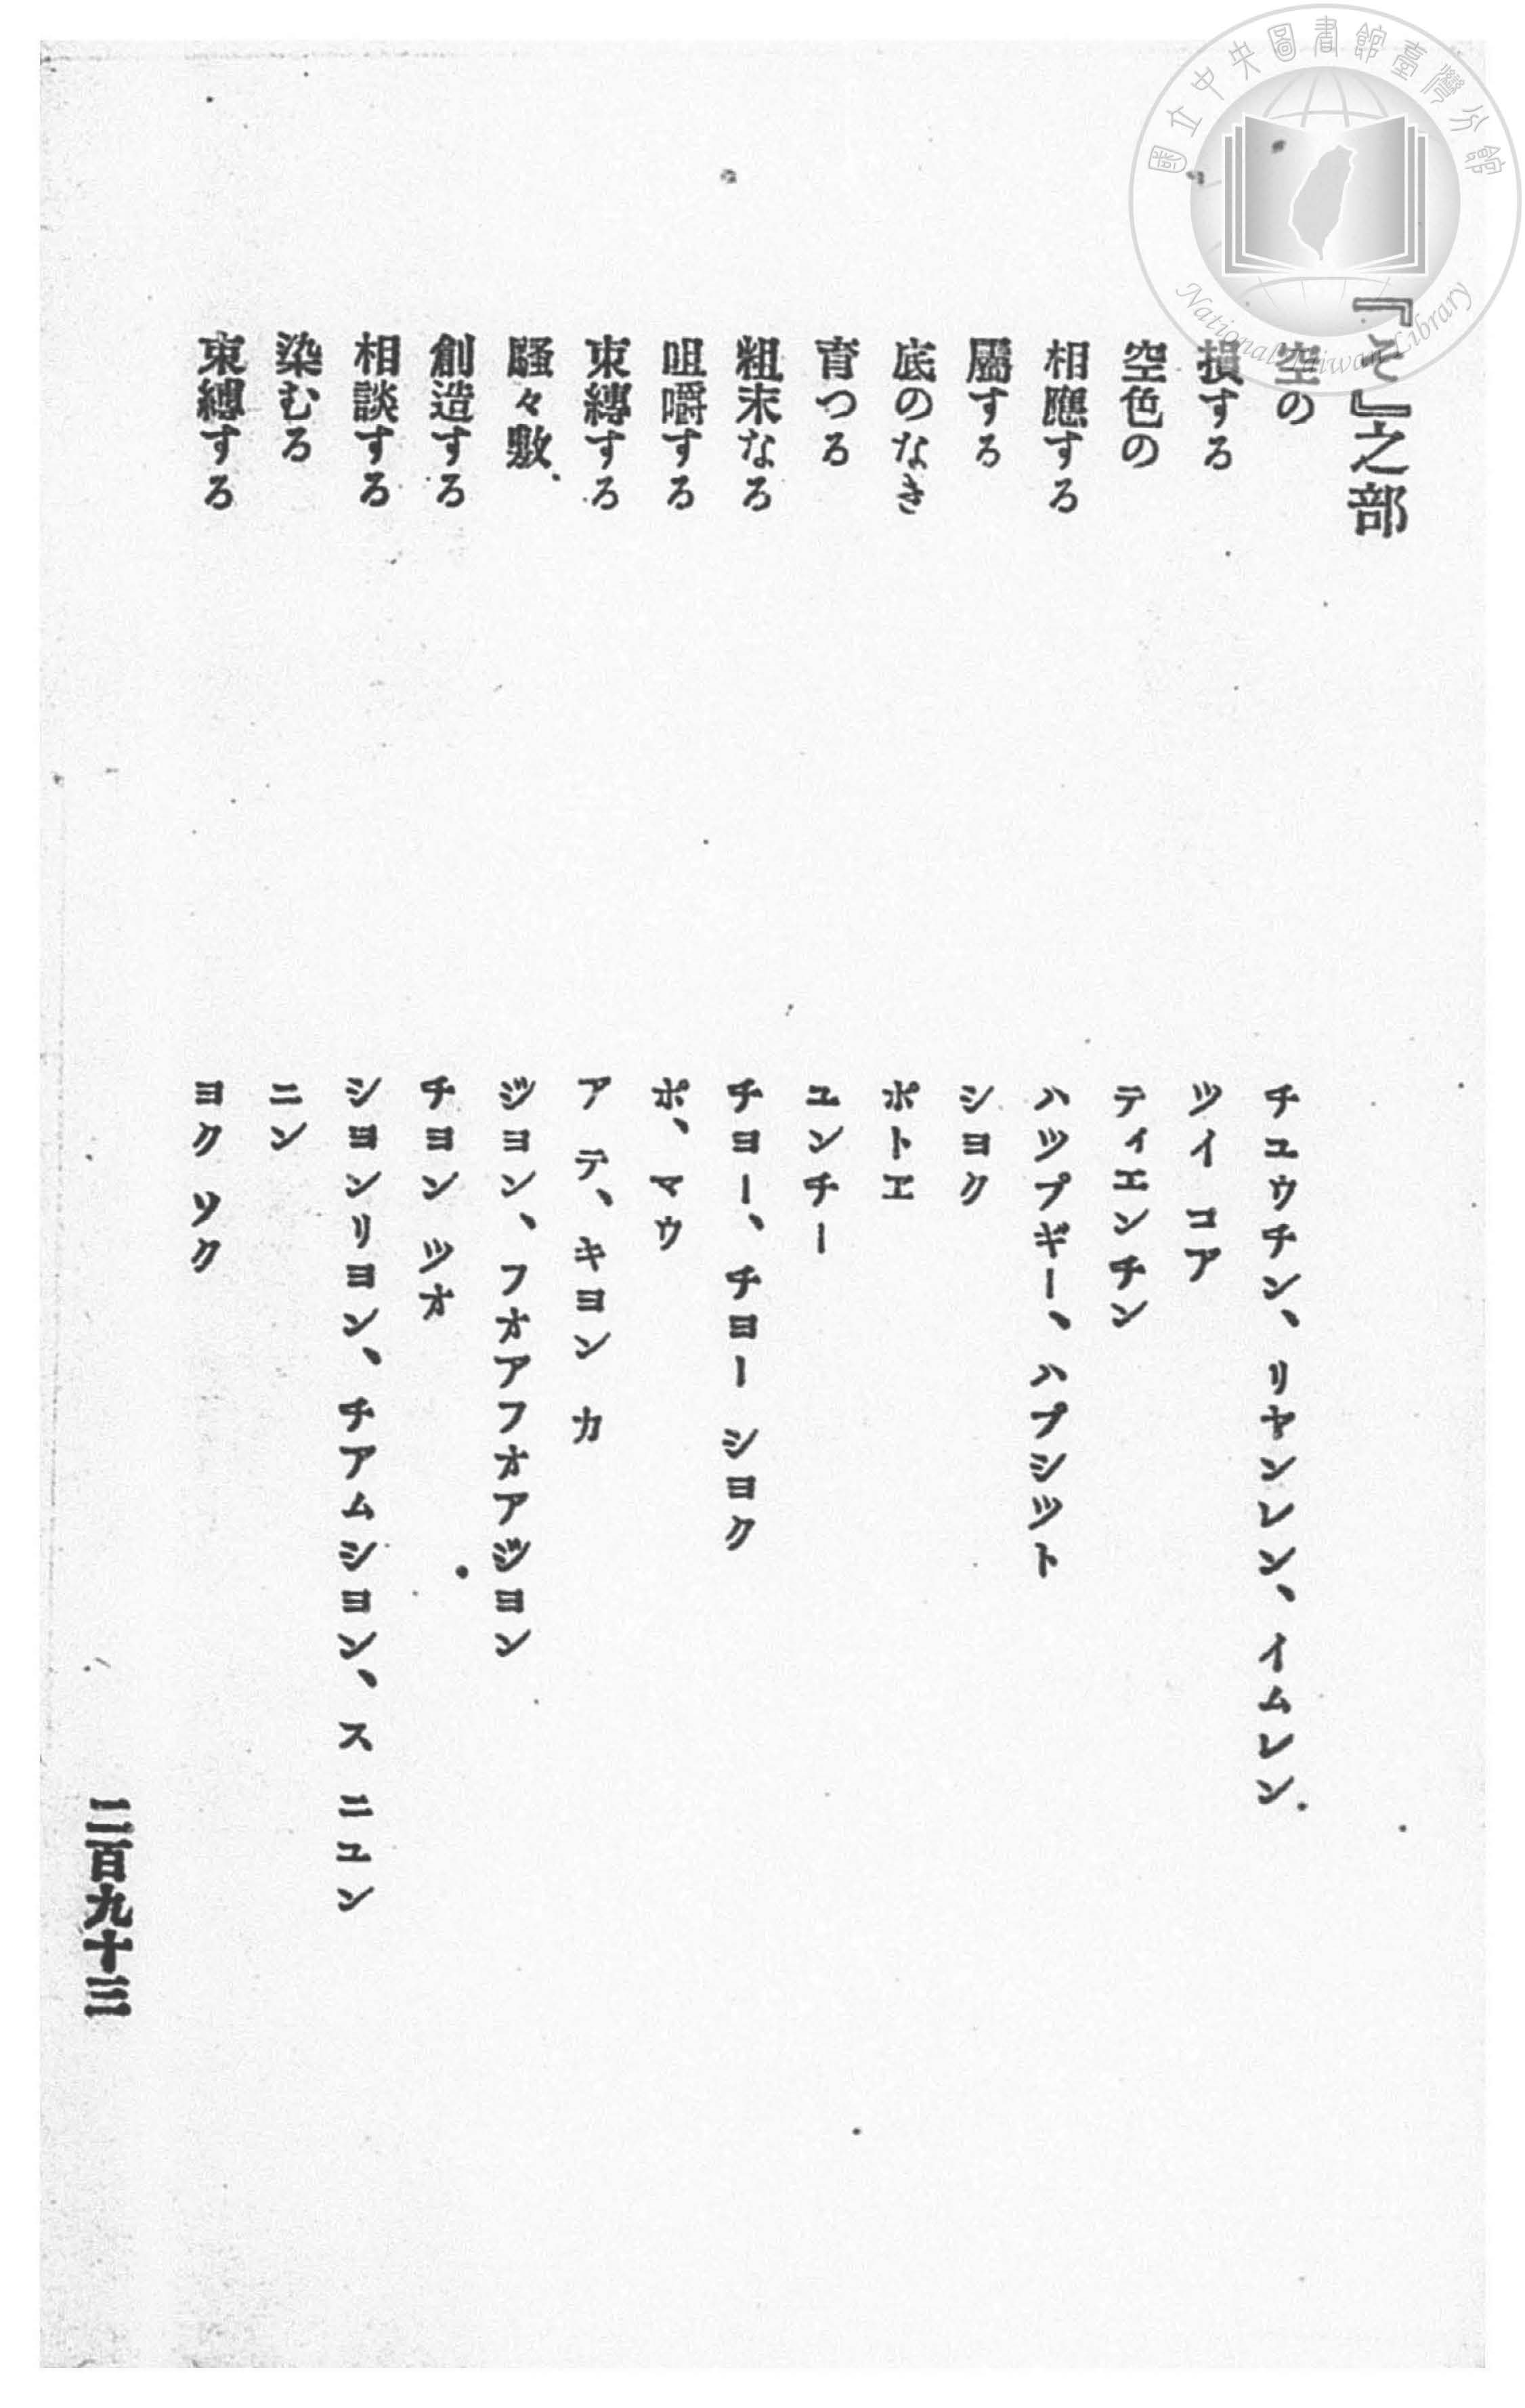 國立中央圖書館臺灣分館
National Taiwan Library
『そ』之部
空の　チユウチン、リヤンレン、イムレン
損する　ツイ コア
空色の　テイエンチン
相應する　ハツプギー、ハプシツト
屬する　シヨク
底のなき　ポトエ
育つる　ユンチー
粗末なる　チヨー、チヨー シヨク
咀嚼する　ポ、マウ
束縛する　ア テ、キヨン カ
騷々敷　ジヨン、フオアフオアジヨン
創造する　チヨン ツオ
相談する　シヨンリヨン、チアムシヨン、ス ニユン
染むる　ニン
束縛する　ヨク ソク
二百九十三